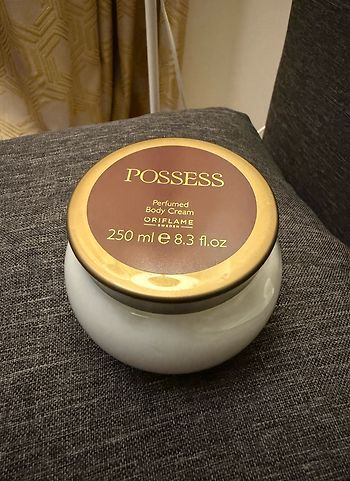 POSSESS
Perfumed
Body Cream
ORIFLAME
SWEDEN
250 ml e 8.3 fl.oz